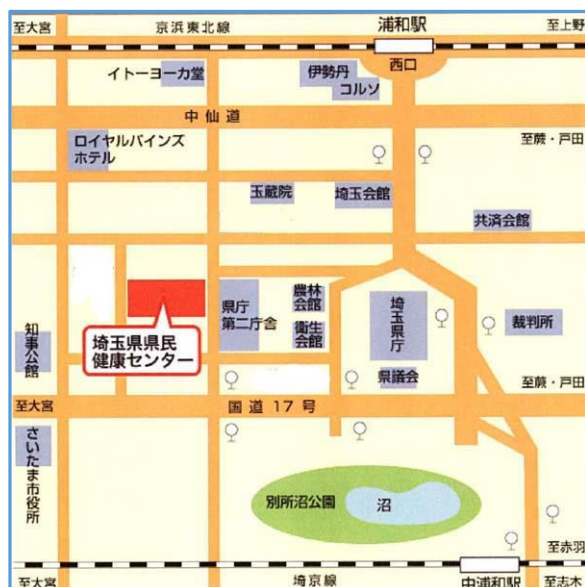 至大宮
京浜東北線
浦和駅
至上野
西口
イトーヨーカ堂
伊勢丹
コルソ
中仙道
ロイヤルパインズ
ホテル
至蕨・戸田
玉蔵院
埼玉会館
共済会館
県庁
第二庁舎
農林
会館
衛生
会館
埼玉県庁
裁判所
知事公館
埼玉県県民
健康センター
県議会
至蕨・戸田
至大宮
国道17号
さいたま市役所
別所沼公園
沼
至赤羽
至大宮
埼京線
中浦和駅
至志木